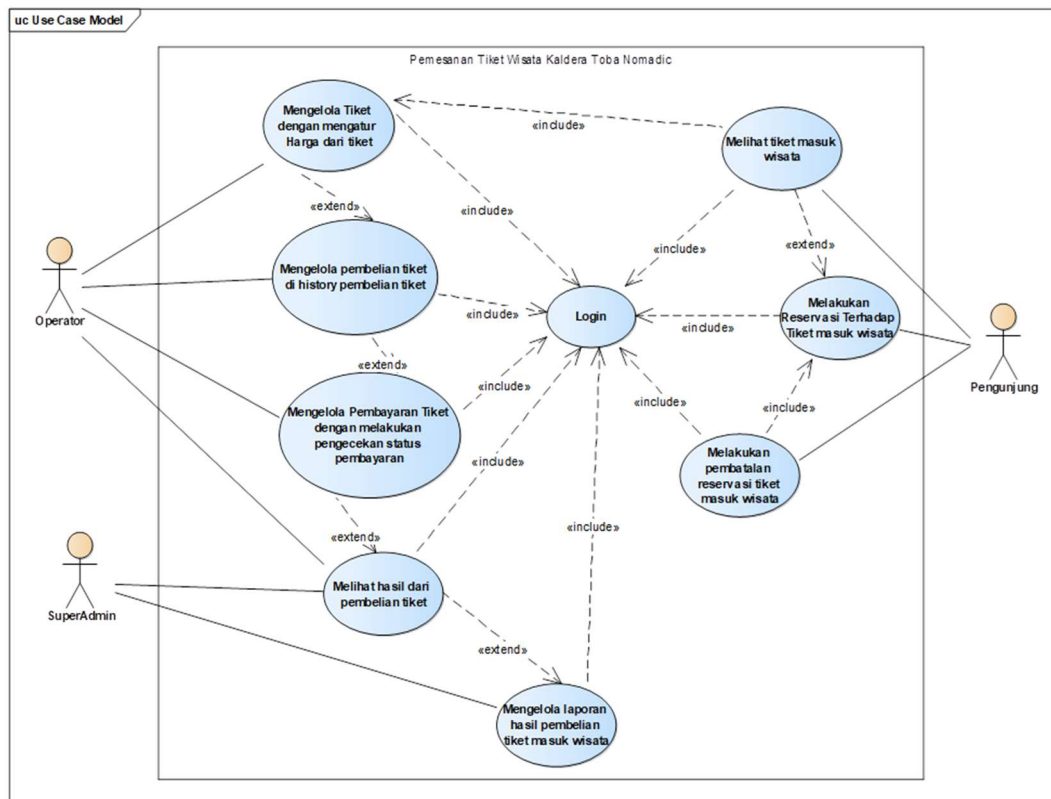 uc Use Case Model
Pemesanan Tiket Wisata Kaldera Toba Nomadic
Mengelola Tiket
dengan mengatur
Harga dari tiket
«include»
Melihat tiket masuk
wisata
«extend»
«include»
«include»
«extend»
Mengelola pembelian tiket
di history pembelian tiket
Operator
«include»
Login
«include»
Melakukan
Reservasi Terhadap
Tiket masuk wisata
Pengunjung
«extend»
Mengelola Pembayaran Tiket
dengan melakukan
pengecekan status
pembayaran
«include»
«include»
«include»
«include»
Melakukan
pembatalan
reservasi tiket
masuk wisata
«include»
«extend»
Melihat hasil dari
pembelian tiket
SuperAdmin
«extend»
Mengelola laporan
hasil pembelian
tiket masuk wisata